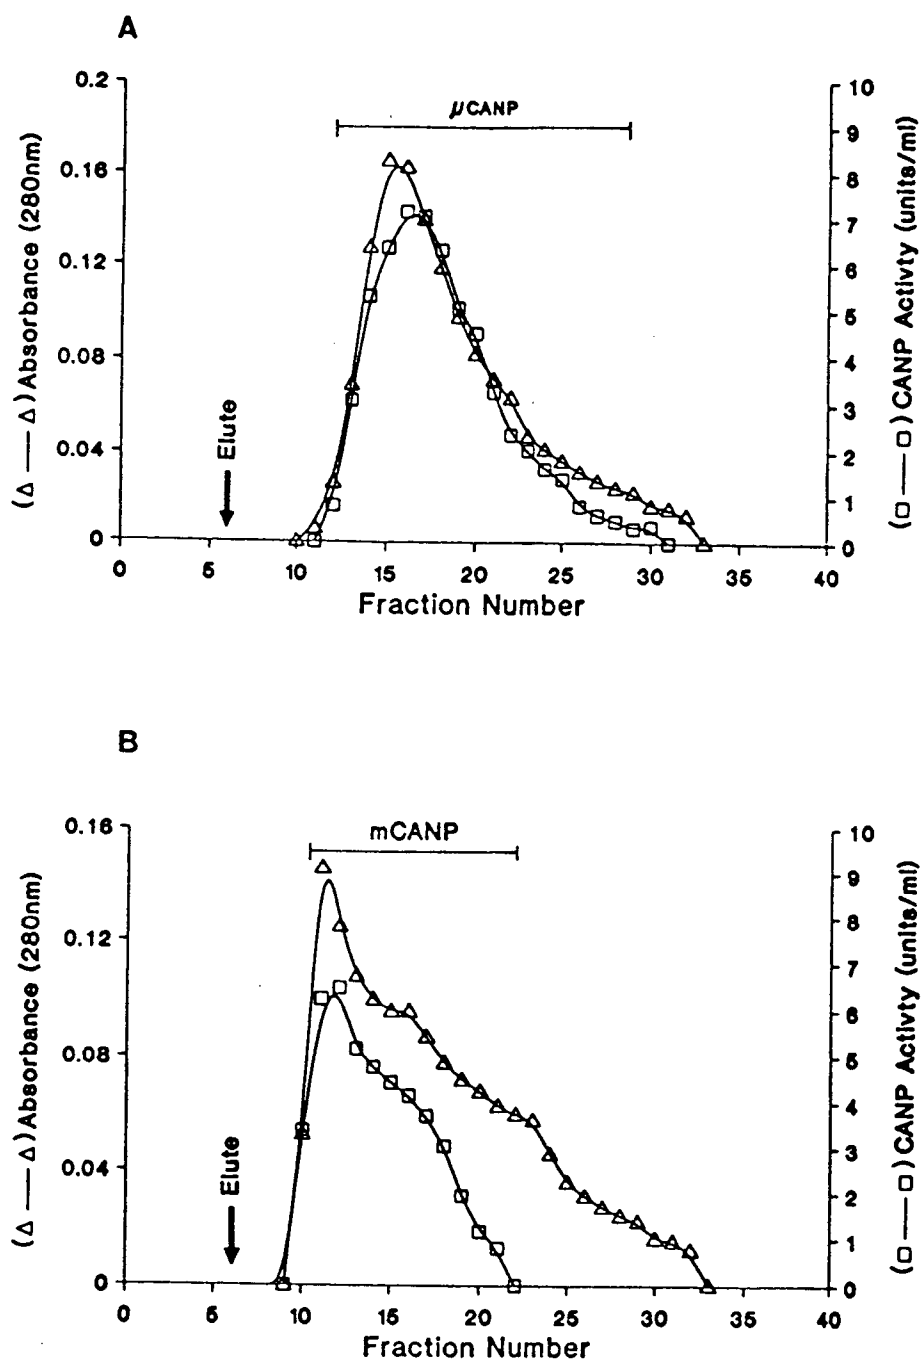 A
μCANP
(Δ — Δ) Absorbance (280nm)
0.2
0.16
0.12
0.08
0.04
0
Elute
10
9
8
7
6
5
4
3
2
1
0
(□ — □) CANP Activty (units/ml)
0 5 10 15 20 25 30 35 40
Fraction Number
B
mCANP
(Δ — Δ) Absorbance (280nm)
0.16
0.12
0.08
0.04
0
Elute
10
9
8
7
6
5
4
3
2
1
0
(□ — □) CANP Activty (units/ml)
0 5 10 15 20 25 30 35 40
Fraction Number